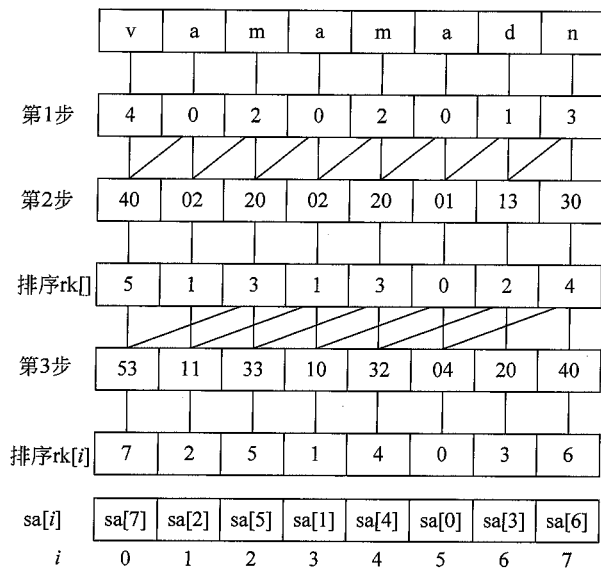 v a m a m a d n
第1步 4 0 2 0 2 0 1 3
第2步 40 02 20 02 20 01 13 30
排序rk[] 5 1 3 1 3 0 2 4
第3步 53 11 33 10 32 04 20 40
排序rk[i] 7 2 5 1 4 0 3 6
sa[i] sa[7] sa[2] sa[5] sa[1] sa[4] sa[0] sa[3] sa[6]
i 0 1 2 3 4 5 6 7